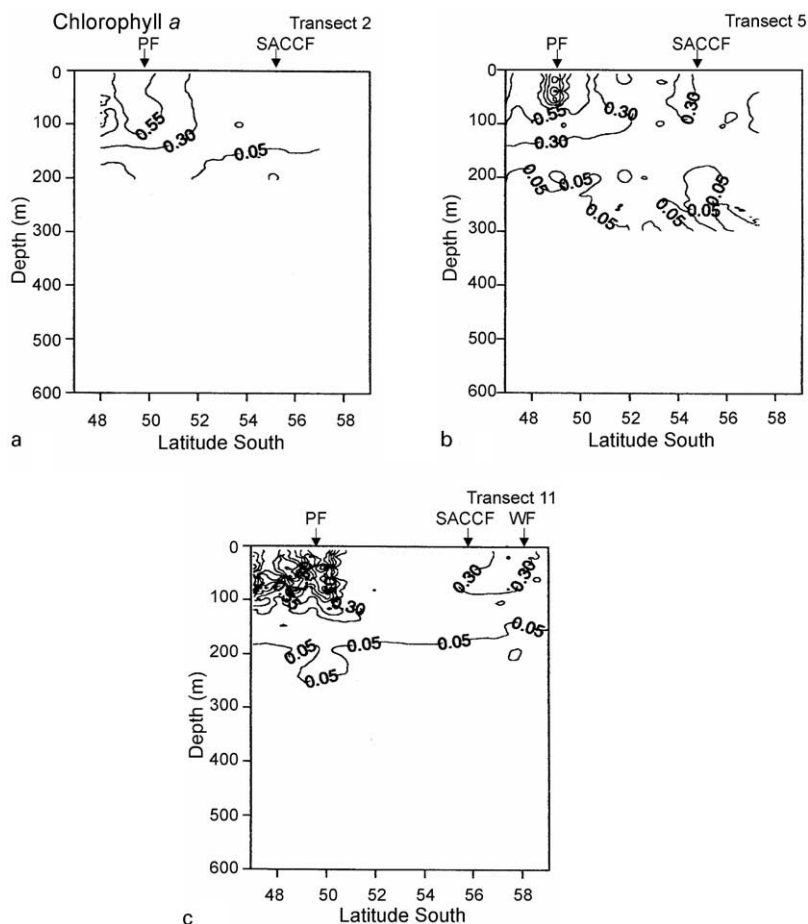 Chlorophyll a
Transect 2
PF SACCF
0
100
200
300
400
500
600
Depth (m)
0.55
0.30
0.05
48 50 52 54 56 58
Latitude South
a
Transect 5
PF SACCF
0
100
200
300
400
500
600
Depth (m)
0.55
0.30
0.30
0.30
0.05
0.05
0.05
0.05
0.05
0.05
48 50 52 54 56 58
Latitude South
b
Transect 11
PF SACCF WF
0
100
200
300
400
500
600
Depth (m)
0.30
0.30
0.30
0.05
0.05
0.05
0.05
0.05
48 50 52 54 56 58
Latitude South
c